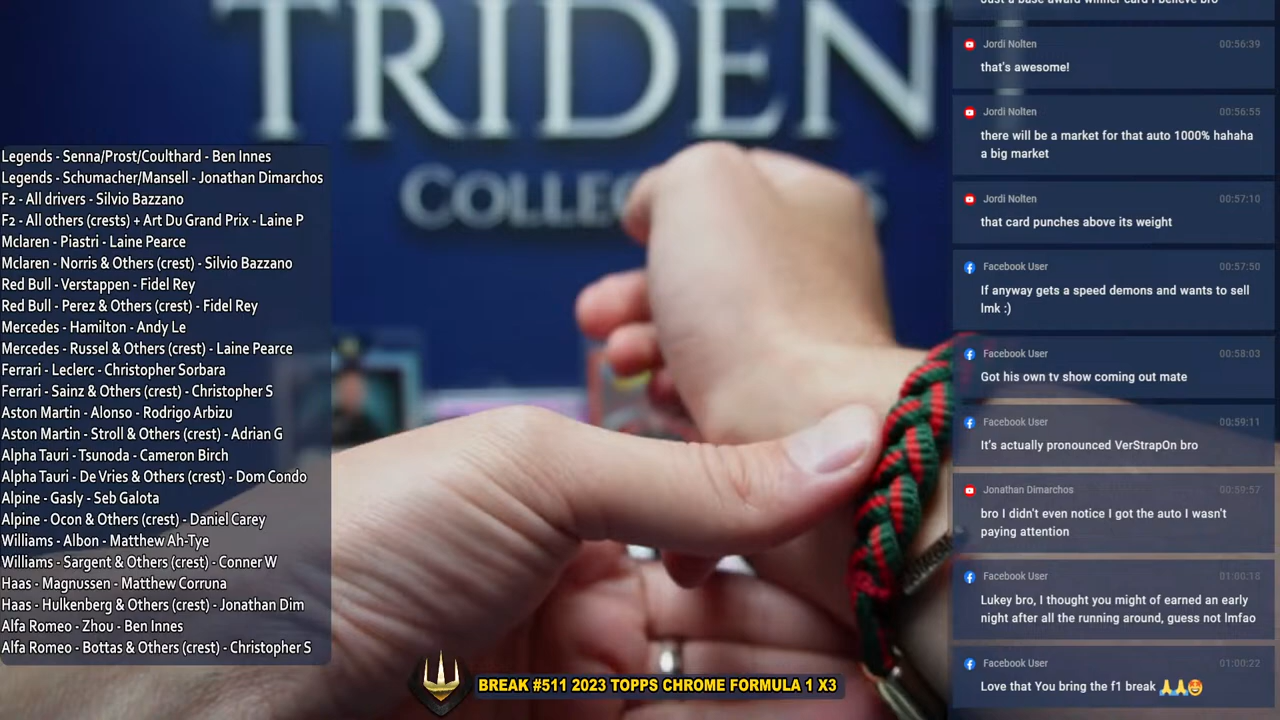 TRIDEN
COLLEC
Legends - Senna/Prost/Coulthard - Ben Innes
Legends - Schumacher/Mansell - Jonathan Dimarchos
F2 - All drivers - Silvio Bazzano
F2 - All others (crests) + Art Du Grand Prix - Laine P
Mclaren - Piastri - Laine Pearce
Mclaren - Norris & Others (crest) - Silvio Bazzano
Red Bull - Verstappen - Fidel Rey
Red Bull - Perez & Others (crest) - Fidel Rey
Mercedes - Hamilton - Andy Le
Mercedes - Russel & Others (crest) - Laine Pearce
Ferrari - Leclerc - Christopher Sorbara
Ferrari - Sainz & Others (crest) - Christopher S
Aston Martin - Alonso - Rodrigo Arbizu
Aston Martin - Stroll & Others (crest) - Adrian G
Alpha Tauri - Tsunoda - Cameron Birch
Alpha Tauri - De Vries & Others (crest) - Dom Condo
Alpine - Gasly - Seb Galota
Alpine - Ocon & Others (crest) - Daniel Carey
Williams - Albon - Matthew Ah-Tye
Williams - Sargent & Others (crest) - Conner W
Haas - Magnussen - Matthew Corruna
Haas - Hulkenberg & Others (crest) - Jonathan Dim
Alfa Romeo - Zhou - Ben Innes
Alfa Romeo - Bottas & Others (crest) - Christopher S
BREAK #511 2023 TOPPS CHROME FORMULA 1 X3
Just a base award winner card I believe bro
Jordi Nolten 00:56:39
that's awesome!
Jordi Nolten 00:56:55
there will be a market for that auto 1000% hahaha
a big market
Jordi Nolten 00:57:10
that card punches above its weight
Facebook User 00:57:50
If anyway gets a speed demons and wants to sell
lmk :)
Facebook User 00:58:03
Got his own tv show coming out mate
Facebook User 00:59:11
It's actually pronounced VerStrapOn bro
Jonathan Dimarchos 00:59:57
bro I didn't even notice I got the auto I wasn't
paying attention
Facebook User 01:00:18
Lukey bro, I thought you might of earned an early
night after all the running around, guess not lmfao
Facebook User 01:00:22
Love that You bring the f1 break 🙏🙏🤩